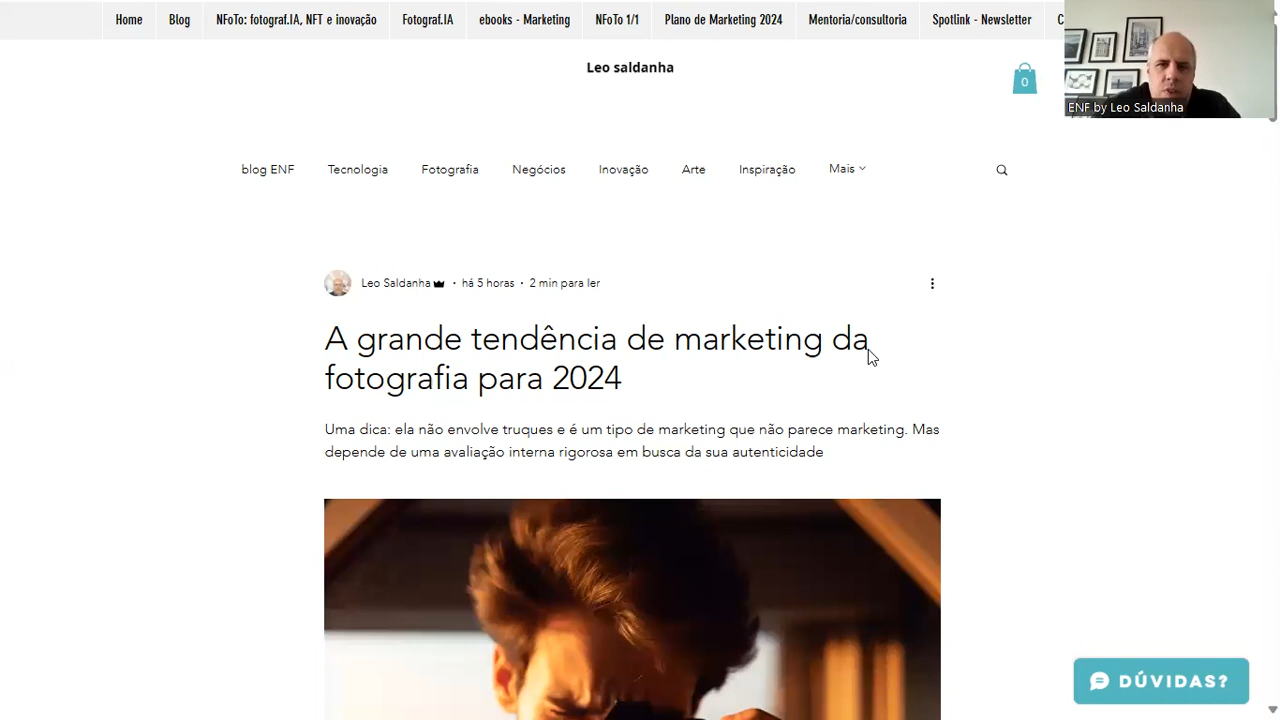 Home Blog NFoTo: fotograf.IA, NFT e inovação Fotograf.IA ebooks - Marketing NFoTo 1/1 Plano de Marketing 2024 Mentoria/consultoria Spotlink - Newsletter
Leo saldanha
0
ENF by Leo Saldanha
blog ENF Tecnologia Fotografia Negócios Inovação Arte Inspiração Mais
Leo Saldanha · há 5 horas · 2 min para ler
A grande tendência de marketing da
fotografia para 2024
Uma dica: ela não envolve truques e é um tipo de marketing que não parece marketing. Mas
depende de uma avaliação interna rigorosa em busca da sua autenticidade
DÚVIDAS?